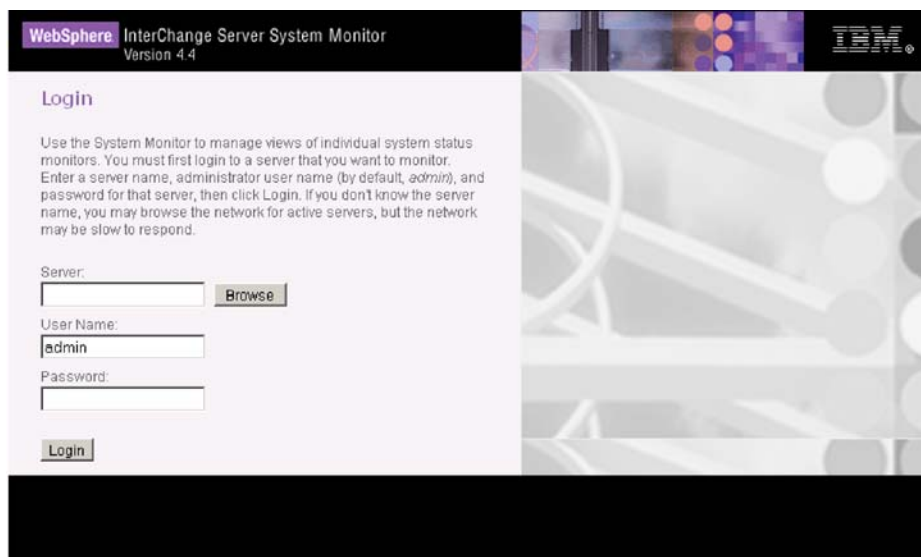 WebSphere InterChange Server System Monitor
Version 4.4
IBM®
Login
Use the System Monitor to manage views of individual system status
monitors. You must first login to a server that you want to monitor.
Enter a server name, administrator user name (by default, admin), and
password for that server, then click Login. If you don't know the server
name, you may browse the network for active servers, but the network
may be slow to respond.
Server:
Browse
User Name:
admin
Password:
Login